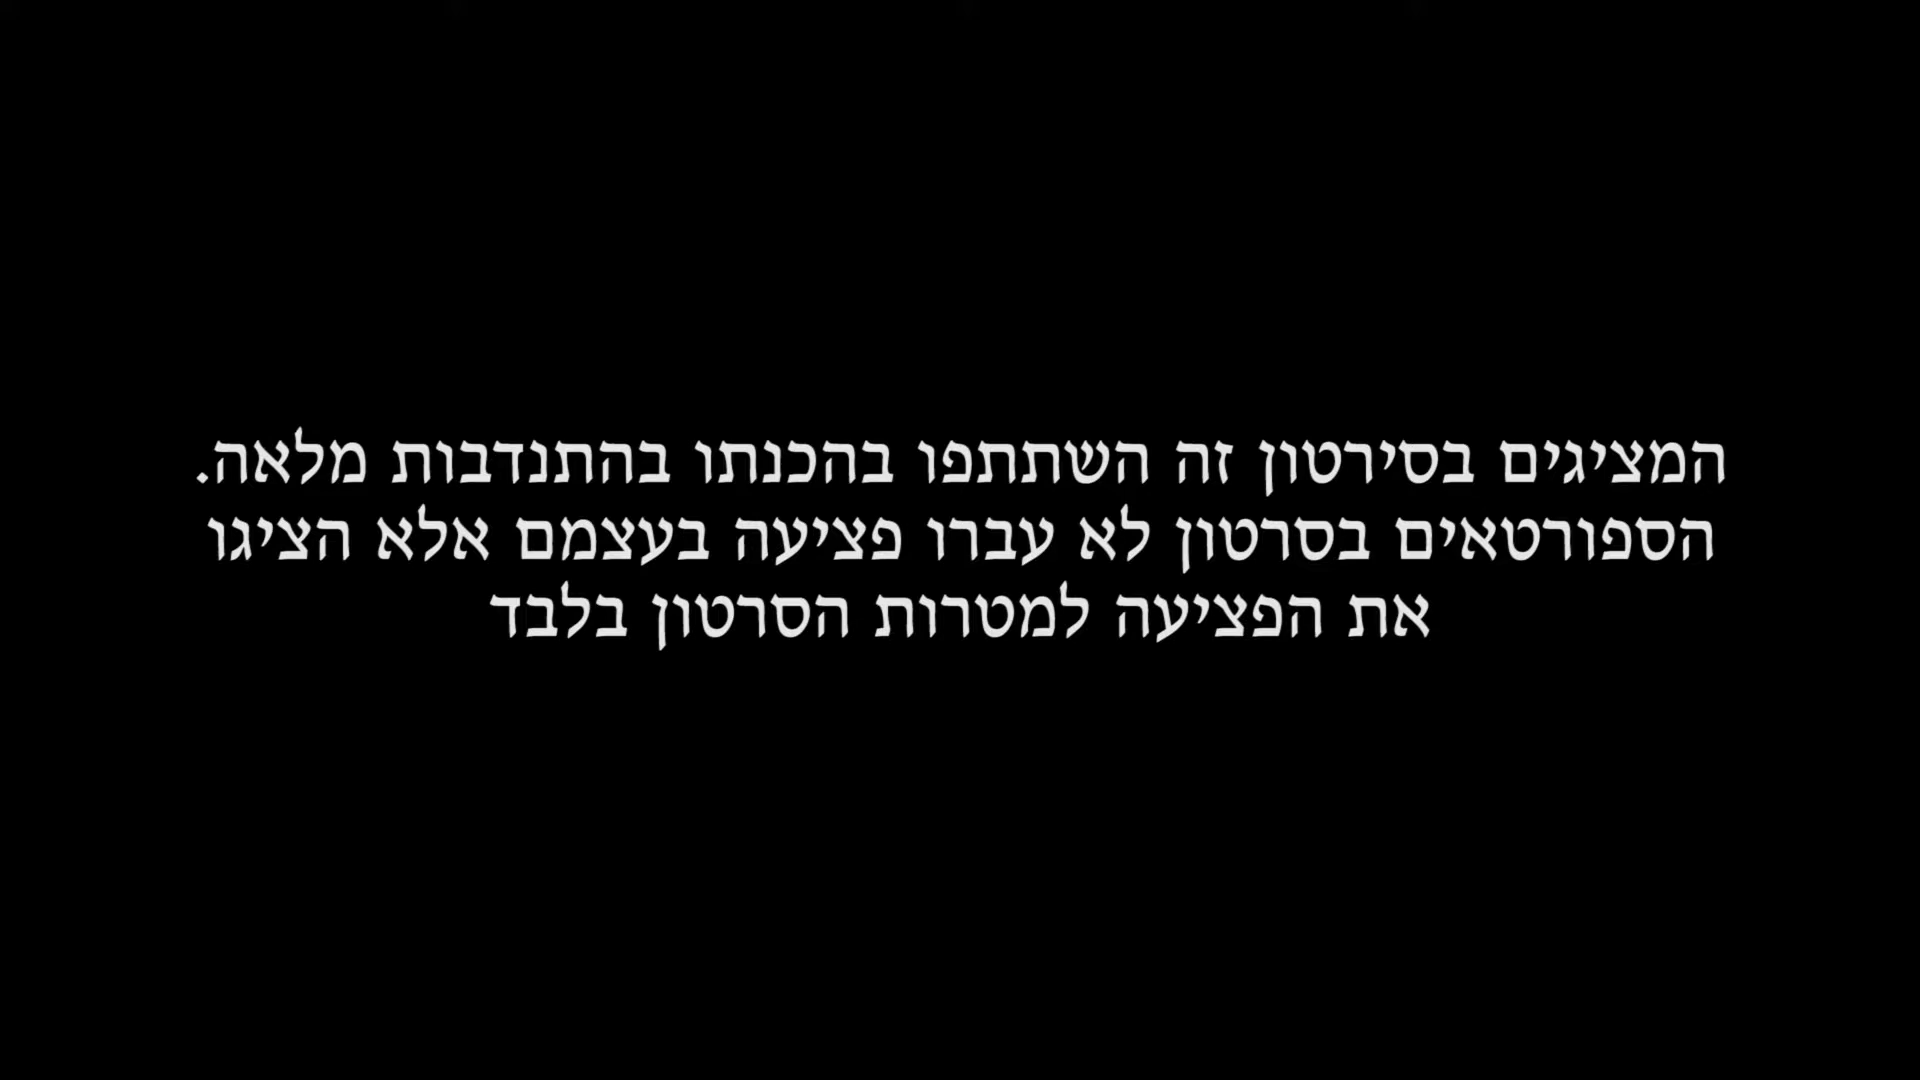 המציגים בסירטון זה השתתפו בהכנתו בהתנדבות מלאה.
הספורטאים בסרטון לא עברו פציעה בעצמם אלא הציגו
את הפציעה למטרות הסרטון בלבד